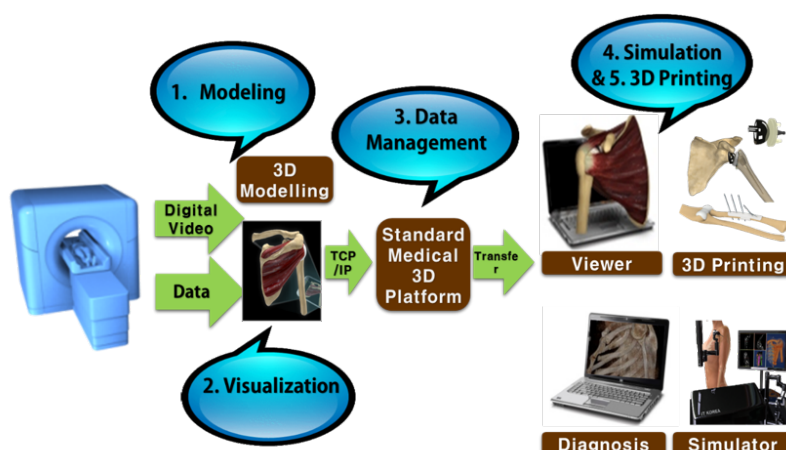 1. Modeling
4. Simulation
& 5. 3D Printing
3. Data
Management
3D
Modelling
Digital
Video
Data
TCP
/IP
Standard
Medical
3D
Platform
Transfe
r
Viewer
3D Printing
2. Visualization
Diagnosis
Simulator